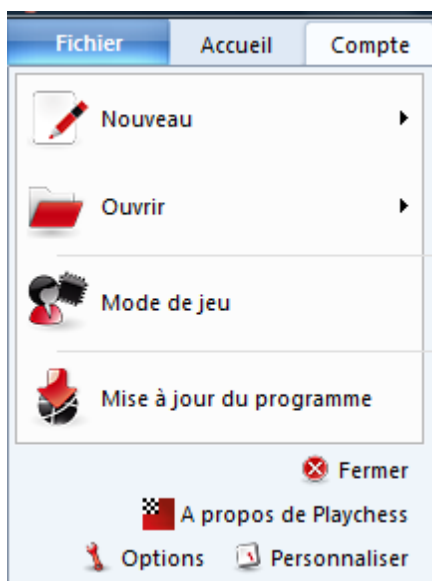 Fichier Accueil Compte
Nouveau
Ouvrir
Mode de jeu
Mise à jour du programme
Fermer
A propos de Playchess
Options Personnaliser